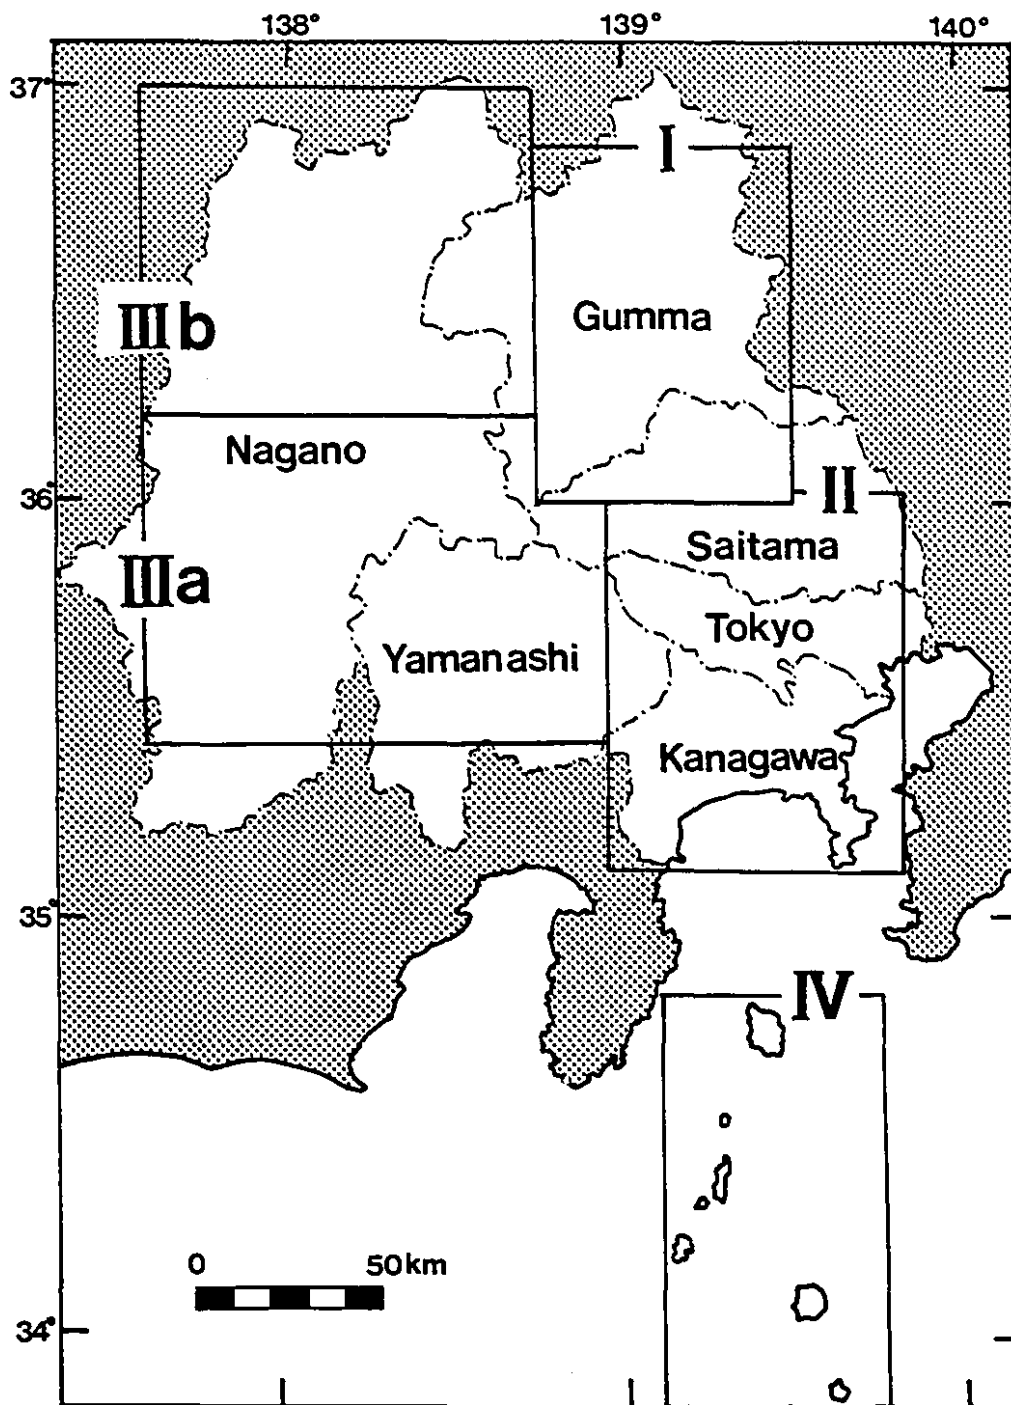 138° 139° 140°
37°
I
Gumma
IIIb
Nagano
36°
II
Saitama
IIIa
Tokyo
Yamanashi
Kanagawa
35°
IV
0 50km
34°